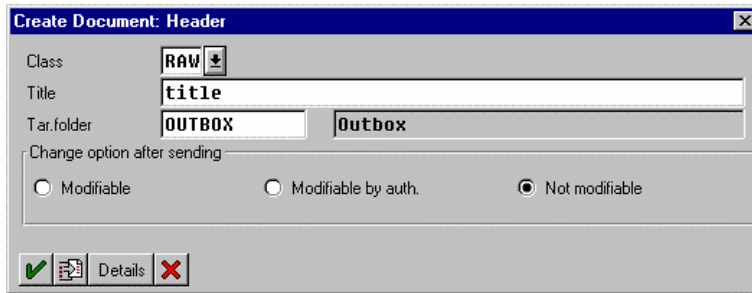 Create Document: Header
Class RAW
Title title
Tar.folder OUTBOX Outbox
Change option after sending
Modifiable Modifiable by auth. Not modifiable
Details